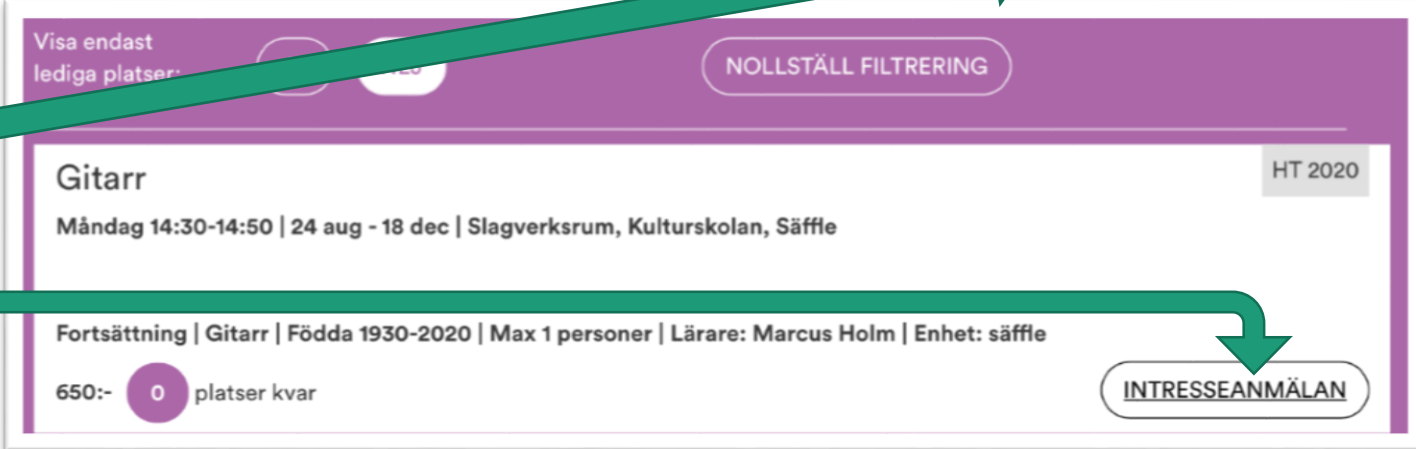 Visa endast
lediga platser:
NOLLSTÄLL FILTRERING
Gitarr
HT 2020
Måndag 14:30-14:50 | 24 aug - 18 dec | Slagverksrum, Kulturskolan, Säffle
Fortsättning | Gitarr | Födda 1930-2020 | Max 1 personer | Lärare: Marcus Holm | Enhet: säffle
650:- 0 platser kvar
INTRESSEANMÄLAN